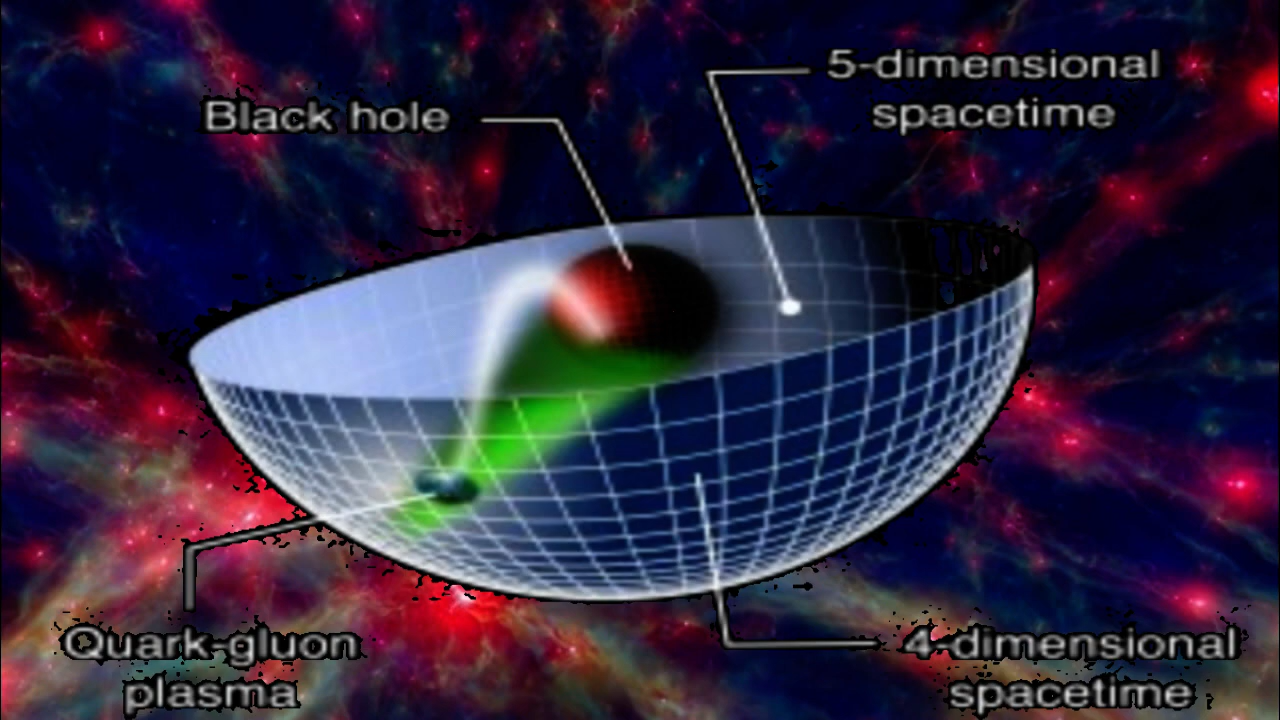 5-dimensional
spacetime
Black hole
Quark-gluon
plasma
4-dimensional
spacetime